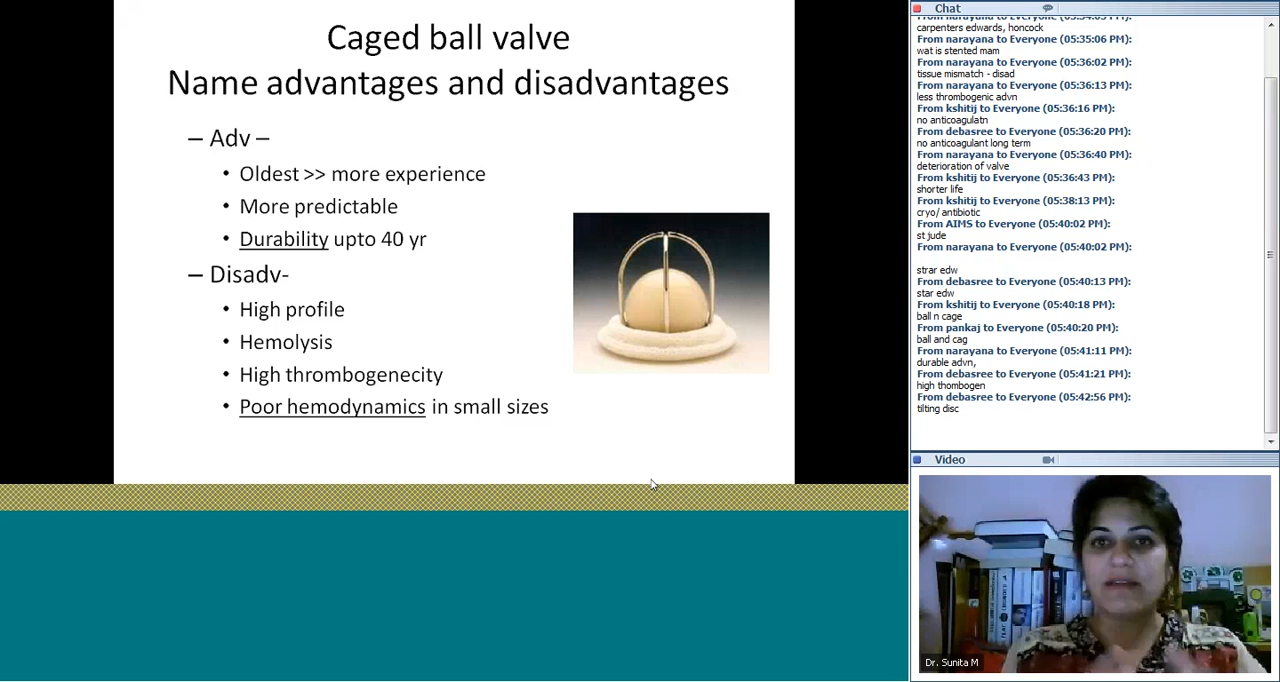 Caged ball valve
Name advantages and disadvantages
– Adv –
• Oldest >> more experience
• More predictable
• Durability upto 40 yr
– Disadv-
• High profile
• Hemolysis
• High thrombogenecity
• Poor hemodynamics in small sizes
Chat
carpenters edwards, honcock
From narayana to Everyone (05:35:06 PM):
wat is stented mam
From narayana to Everyone (05:36:02 PM):
tissue mismatch - disad
From narayana to Everyone (05:36:13 PM):
less thrombogenic advn
From kshitij to Everyone (05:36:16 PM):
no anticoagulatn
From debasree to Everyone (05:36:20 PM):
no anticoagulant long term
From narayana to Everyone (05:36:40 PM):
deterioration of valve
From kshitij to Everyone (05:36:43 PM):
shorter life
From kshitij to Everyone (05:38:13 PM):
cryo/ antibiotic
From AIMS to Everyone (05:40:02 PM):
st jude
From narayana to Everyone (05:40:02 PM):
strar edw
From debasree to Everyone (05:40:13 PM):
star edw
From kshitij to Everyone (05:40:18 PM):
ball n cage
From pankaj to Everyone (05:40:20 PM):
ball and cag
From narayana to Everyone (05:41:11 PM):
durable advn,
From debasree to Everyone (05:41:21 PM):
high thombogen
From debasree to Everyone (05:42:56 PM):
tilting disc
Video
Dr. Sunita M